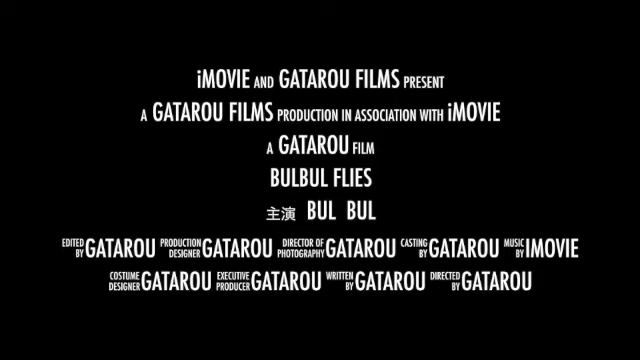 iMOVIE AND GATAROU FILMS PRESENT
A GATAROU FILMS PRODUCTION IN ASSOCIATION WITH iMOVIE
A GATAROU FILM
BULBUL FLIES
主演 BUL BUL
EDITED BY GATAROU PRODUCTION DESIGNER GATAROU DIRECTOR OF PHOTOGRAPHY GATAROU CASTING BY GATAROU MUSIC BY IMOVIE
COSTUME DESIGNER GATAROU EXECUTIVE PRODUCER GATAROU WRITTEN BY GATAROU DIRECTED BY GATAROU